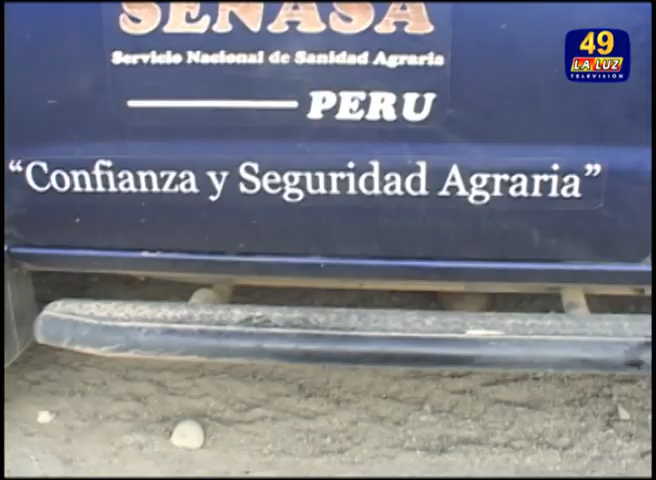 SENASA
Servicio Nacional de Sanidad Agraria
PERU
“Confianza y Seguridad Agraria”
49
LA LUZ
TELEVISIÓN